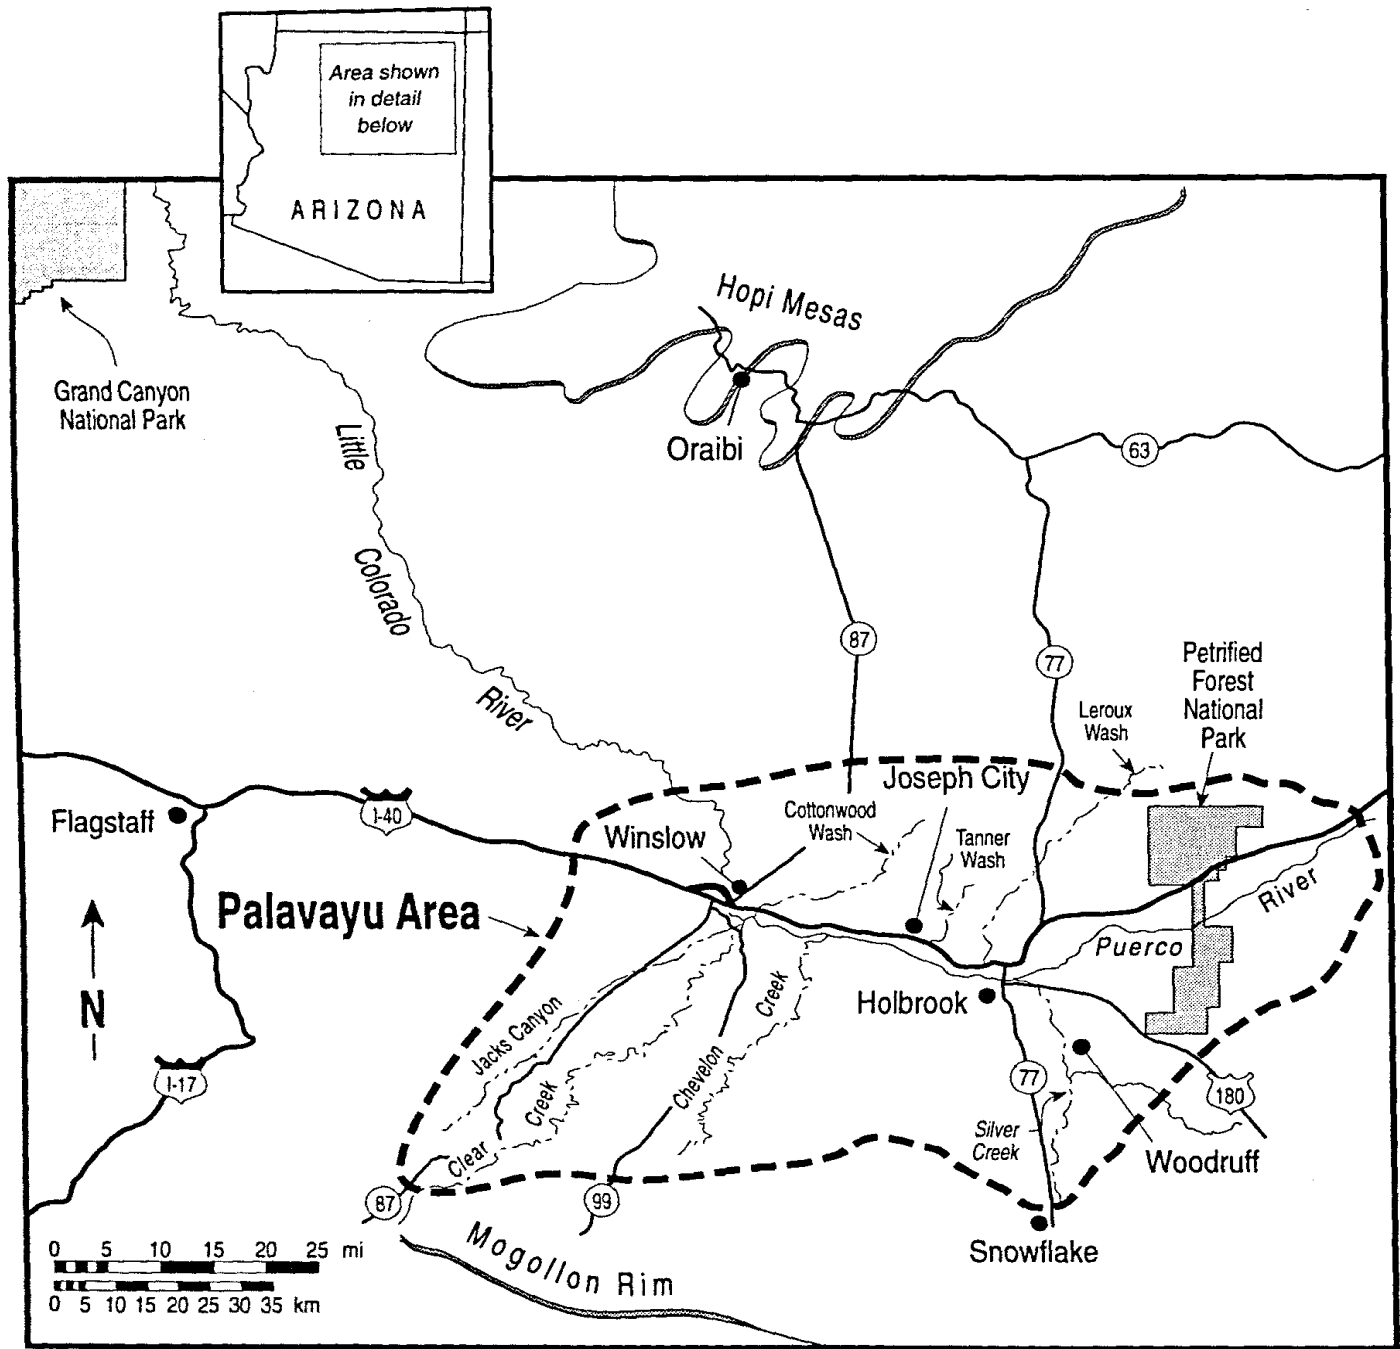 Area shown
in detail
below
ARIZONA
Hopi Mesas
Grand Canyon
National Park
Oraibi
63
Little
Colorado
River
87
77
Petrified
Forest
National
Park
Leroux
Wash
Joseph City
Flagstaff
I-40
Winslow
Cottonwood
Wash
Tanner
Wash
Palavayu Area
River
Puerco
N
Holbrook
Jacks Canyon
Creek
Chevelon
Creek
Clear
I-17
77
180
Silver
Creek
Woodruff
87
99
Snowflake
Mogollon Rim
0 5 10 15 20 25 mi
0 5 10 15 20 25 30 35 km